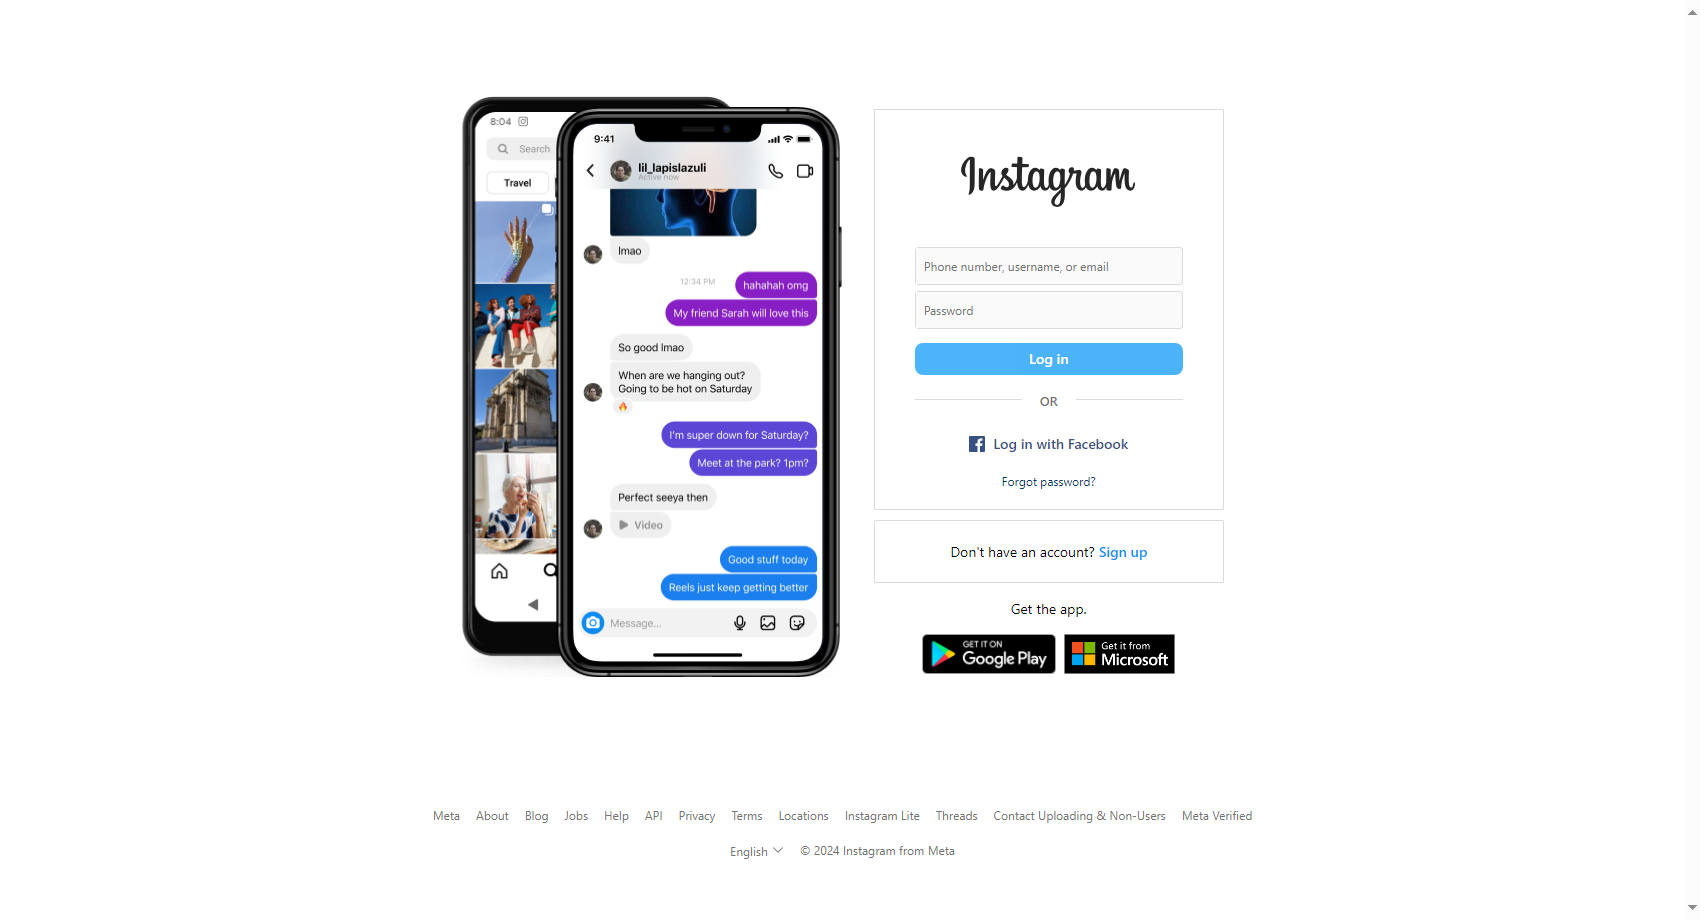 8:04
Search
Travel
9:41
lil_lapislazuli
Active now
lmao
12:34 PM
hahahah omg
My friend Sarah will love this
So good lmao
When are we hanging out?
Going to be hot on Saturday
I'm super down for Saturday?
Meet at the park? 1pm?
Perfect seeya then
Video
Good stuff today
Reels just keep getting better
Message...
Instagram
Phone number, username, or email
Password
Log in
OR
Log in with Facebook
Forgot password?
Don't have an account? Sign up
Get the app.
GET IT ON
Google Play
Get it from
Microsoft
Meta About Blog Jobs Help API Privacy Terms Locations Instagram Lite Threads Contact Uploading & Non-Users Meta Verified
English © 2024 Instagram from Meta